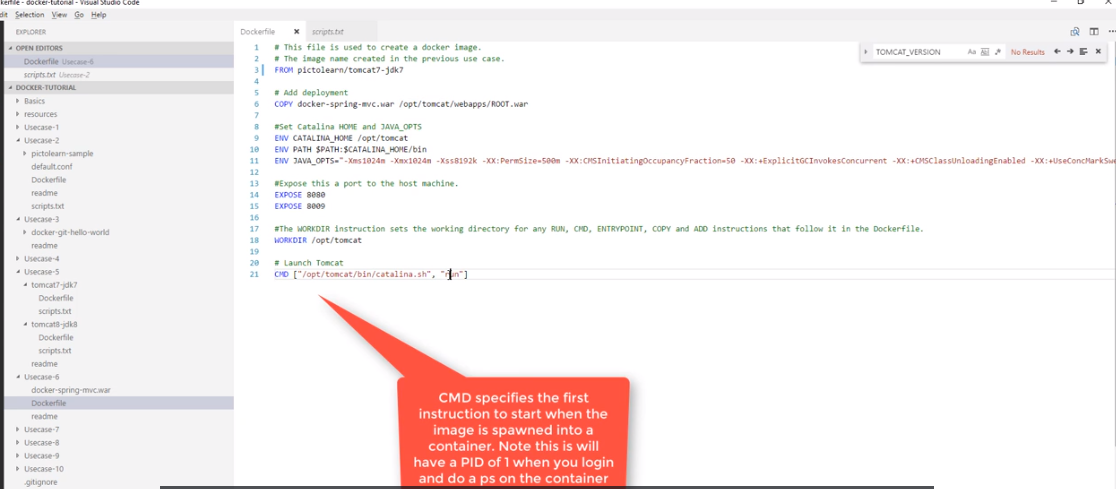 kerfile - docker-tutorial - Visual Studio Code
dit Selection View Go Help
EXPLORER
OPEN EDITORS
Dockerfile Usecase-6
scripts.txt Usecase-2
DOCKER-TUTORIAL
Basics
resources
Usecase-1
Usecase-2
pictolearn-sample
default.conf
Dockerfile
readme
scripts.txt
Usecase-3
docker-git-hello-world
readme
Usecase-4
Usecase-5
tomcat7-jdk7
Dockerfile
scripts.txt
tomcat8-jdk8
Dockerfile
scripts.txt
readme
Usecase-6
docker-spring-mvc.war
Dockerfile
readme
Usecase-7
Usecase-8
Usecase-9
Usecase-10
.gitignore
Dockerfile × scripts.txt
TOMCAT_VERSION Aa Abl .* No Results
1 # This file is used to create a docker image.
2 # The image name created in the previous use case.
3 FROM pictolearn/tomcat7-jdk7
4
5 # Add deployment
6 COPY docker-spring-mvc.war /opt/tomcat/webapps/ROOT.war
7
8 #Set Catalina HOME and JAVA_OPTS
9 ENV CATALINA_HOME /opt/tomcat
10 ENV PATH $PATH:$CATALINA_HOME/bin
11 ENV JAVA_OPTS="-Xms1024m -Xmx1024m -Xss8192k -XX:PermSize=500m -XX:CMSInitiatingOccupancyFraction=50 -XX:+ExplicitGCInvokesConcurrent -XX:+CMSClassUnloadingEnabled -XX:+UseConcMarkSwe
12
13 #Expose this a port to the host machine.
14 EXPOSE 8080
15 EXPOSE 8009
16
17 #The WORKDIR instruction sets the working directory for any RUN, CMD, ENTRYPOINT, COPY and ADD instructions that follow it in the Dockerfile.
18 WORKDIR /opt/tomcat
19
20 # Launch Tomcat
21 CMD ["/opt/tomcat/bin/catalina.sh", "run"]
CMD specifies the first
instruction to start when the
image is spawned into a
container. Note this is will
have a PID of 1 when you login
and do a ps on the container